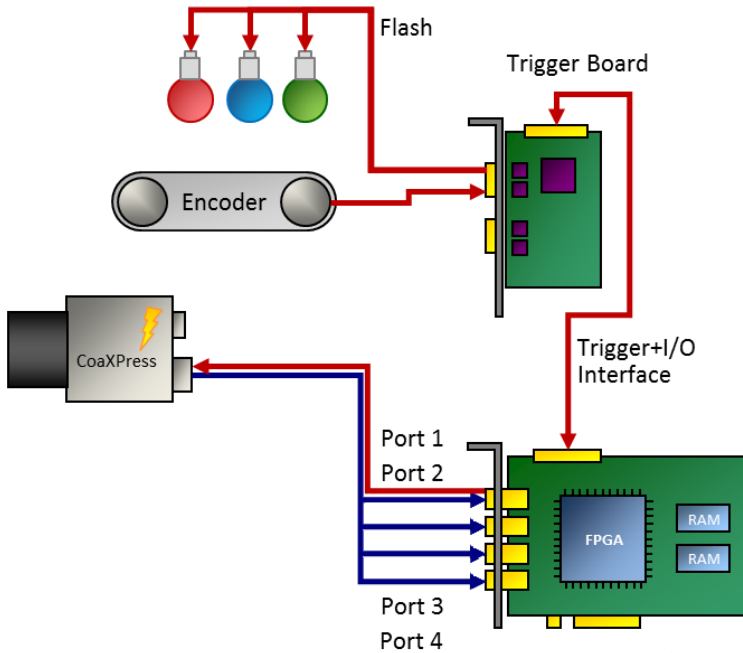 Flash
Trigger Board
Encoder
CoaXPress
Trigger+I/O
Interface
Port 1
Port 2
FPGA
RAM
RAM
Port 3
Port 4